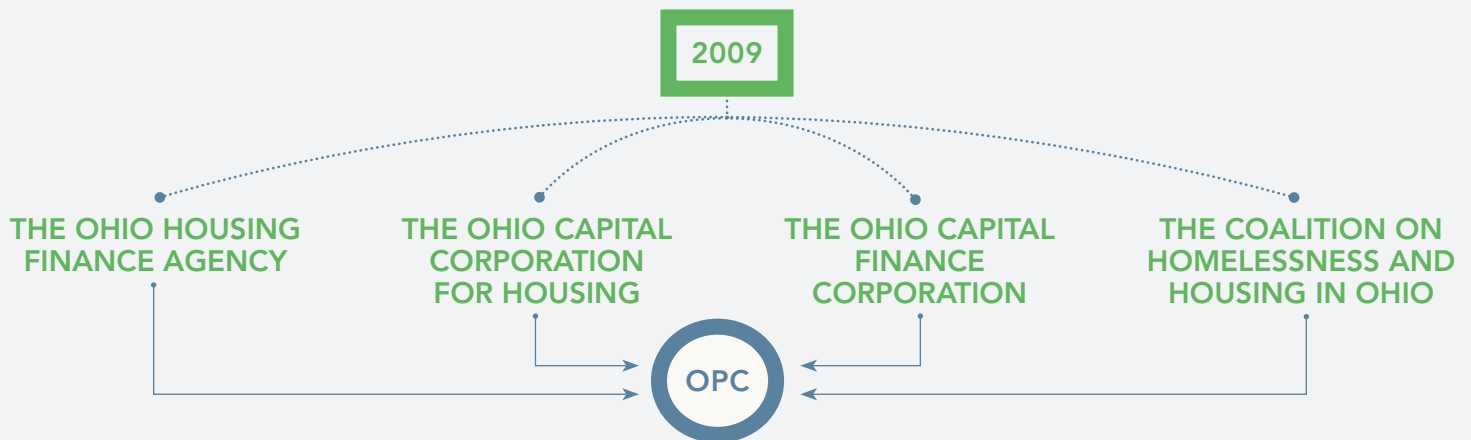 2009
THE OHIO HOUSING
FINANCE AGENCY
THE OHIO CAPITAL
CORPORATION
FOR HOUSING
THE OHIO CAPITAL
FINANCE
CORPORATION
THE COALITION ON
HOMELESSNESS AND
HOUSING IN OHIO
OPC